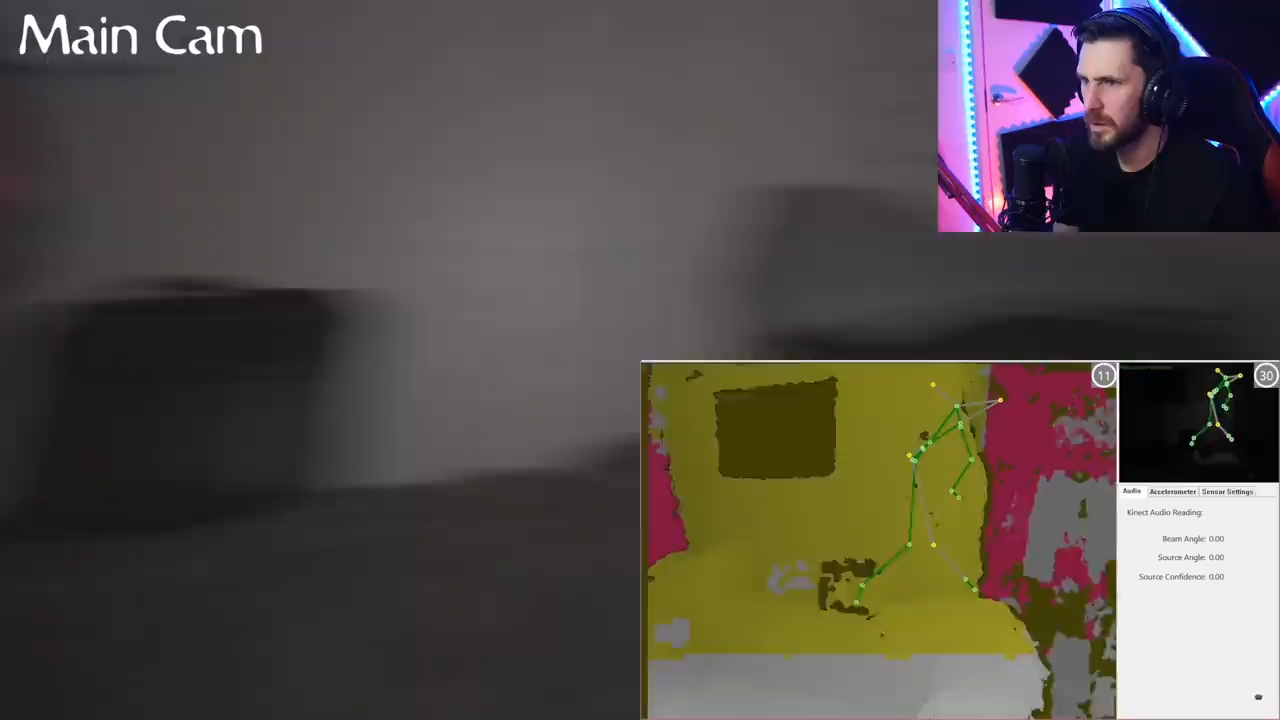 Main Cam
11
30
Audio
Accelerometer
Sensor Settings
Kinect Audio Reading:
Beam Angle: 0.00
Source Angle: 0.00
Source Confidence: 0.00